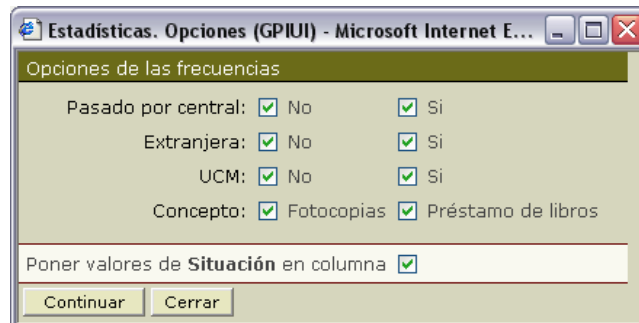 Estadísticas. Opciones (GPIUI) - Microsoft Internet E...
Opciones de las frecuencias
Pasado por central: No Si
Extranjera: No Si
UCM: No Si
Concepto: Fotocopias Préstamo de libros
Poner valores de Situación en columna
Continuar Cerrar